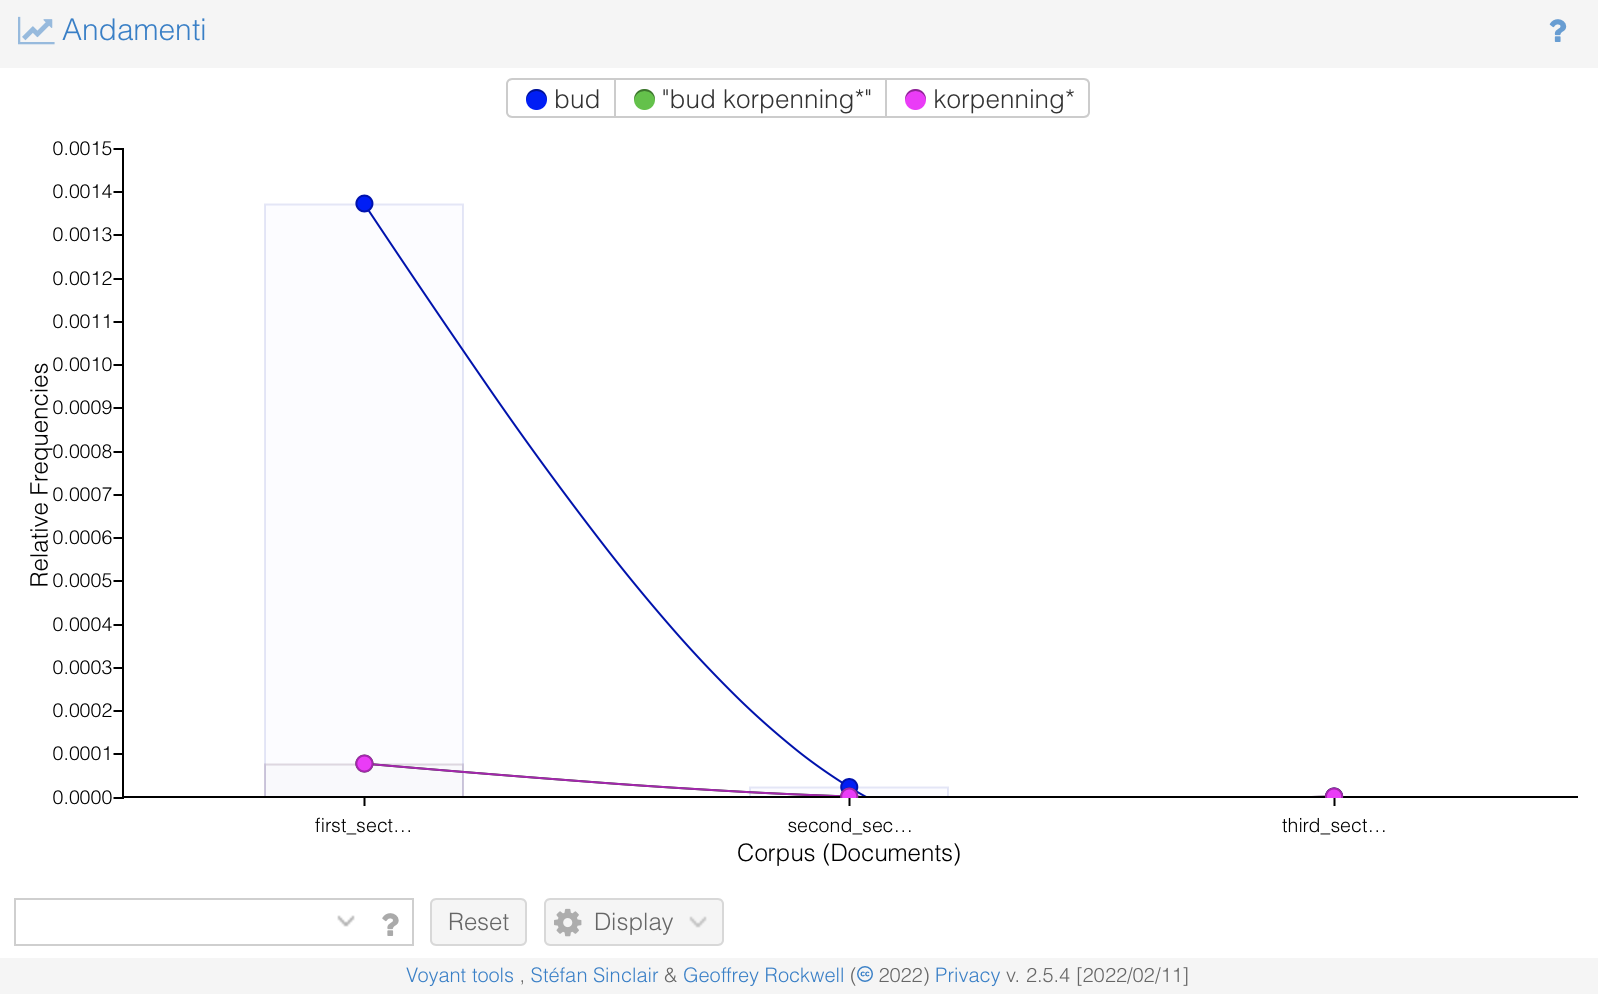 Andamenti
?
bud "bud korpenning*" korpenning*
0.0015
0.0014
0.0013
0.0012
0.0011
0.0010
0.0009
0.0008
0.0007
0.0006
0.0005
0.0004
0.0003
0.0002
0.0001
0.0000
Relative Frequencies
first_sect… second_sec… third_sect…
Corpus (Documents)
? Reset Display
Voyant tools , Stéfan Sinclair & Geoffrey Rockwell (cc 2022) Privacy v. 2.5.4 [2022/02/11]